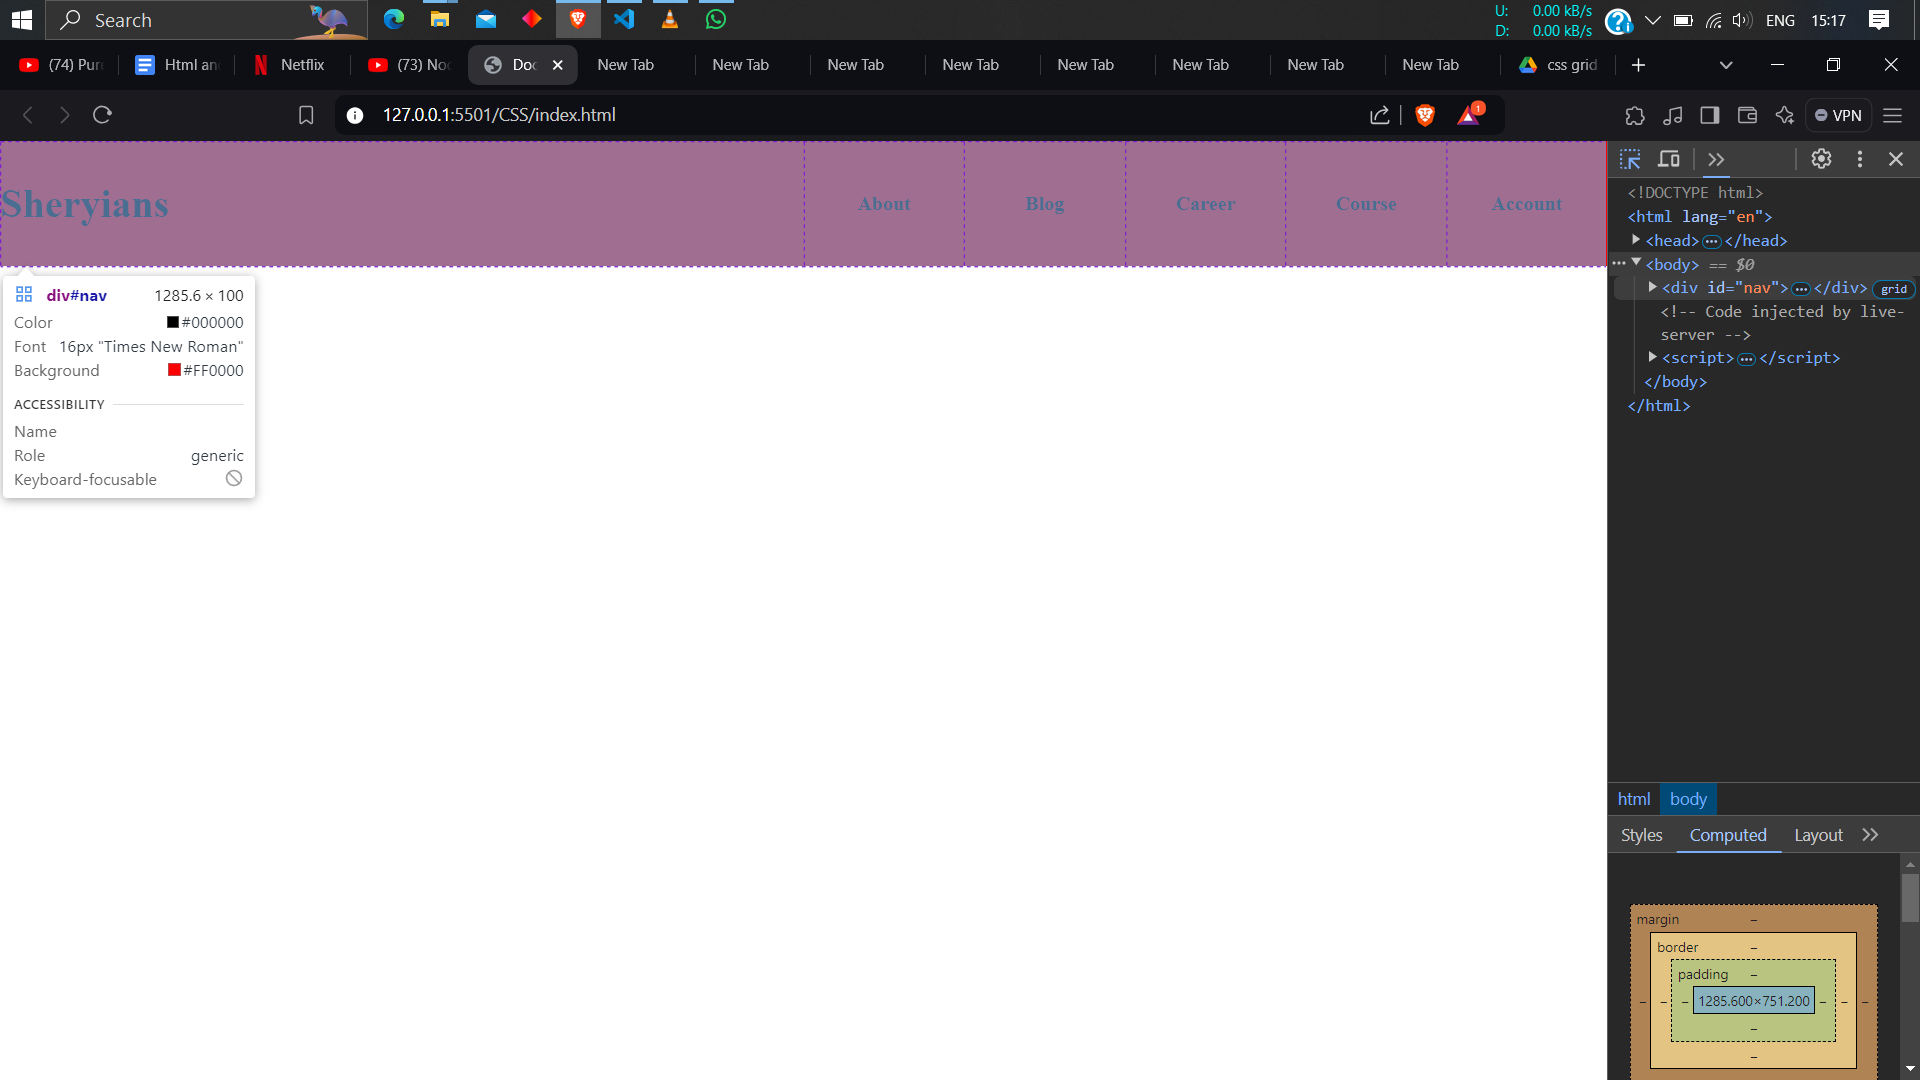 Search
U: 0.00 kB/s
D: 0.00 kB/s
ENG
15:17
(74) Pur
Html an
Netflix
(73) No
Doc
New Tab
New Tab
New Tab
New Tab
New Tab
New Tab
New Tab
New Tab
css grid
127.0.0.1:5501/CSS/index.html
1
VPN
Sheryians
About
Blog
Career
Course
Account
div#nav 1285.6 × 100
Color #000000
Font 16px "Times New Roman"
Background #FF0000
ACCESSIBILITY
Name
Role generic
Keyboard-focusable
<!DOCTYPE html>
<html lang="en">
<head>…</head>
<body> == $0
<div id="nav">…</div> grid
<!-- Code injected by live-
server -->
<script>…</script>
</body>
</html>
html body
Styles Computed Layout
margin –
border –
padding –
– – – 1285.600×751.200 – – –
–
–